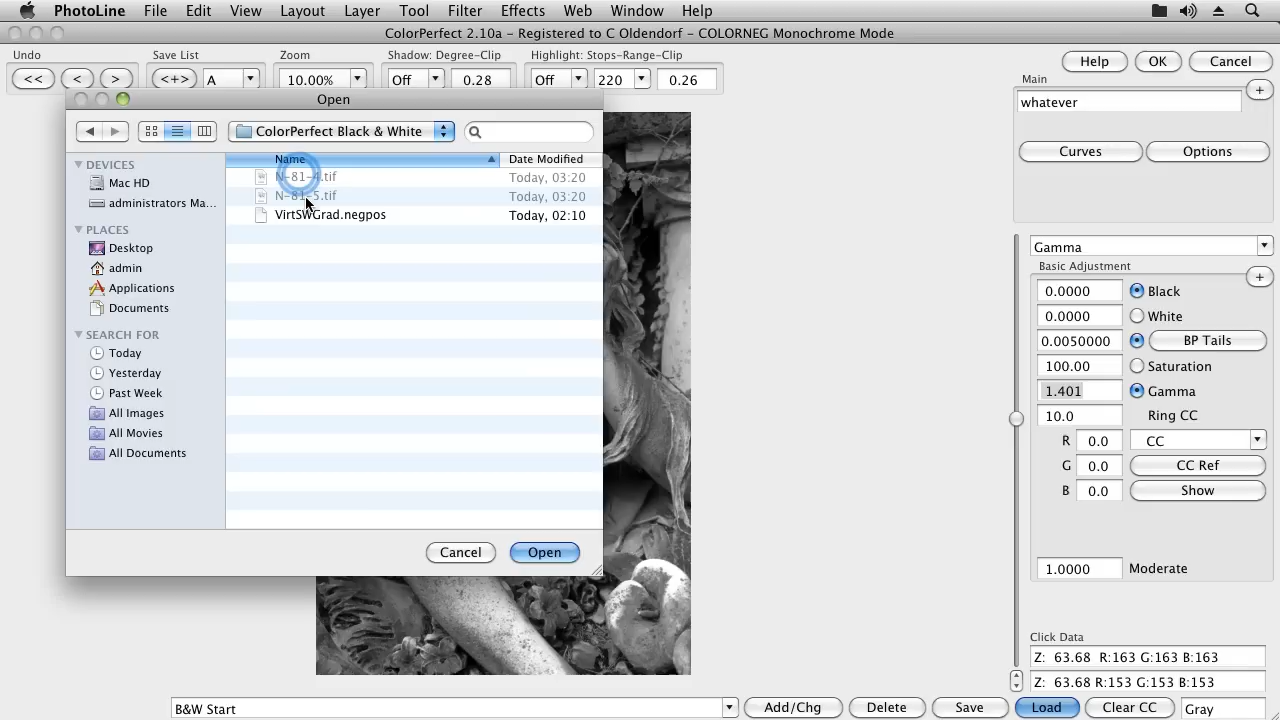 PhotoLine File Edit View Layout Layer Tool Filter Effects Web Window Help
ColorPerfect 2.10a - Registered to C Oldendorf - COLORNEG Monochrome Mode
Undo Save List Zoom Shadow: Degree-Clip Highlight: Stops-Range-Clip
<< < > <+> A 10.00% Off 0.28 Off 220 0.26
Help OK Cancel
Main
+
whatever
Curves Options
Open
ColorPerfect Black & White
Name Date Modified
N-81-4.tif Today, 03:20
N-81-5.tif Today, 03:20
VirtSWGrad.negpos Today, 02:10
DEVICES
Mac HD
administrators Ma...
PLACES
Desktop
admin
Applications
Documents
SEARCH FOR
Today
Yesterday
Past Week
All Images
All Movies
All Documents
Cancel Open
Gamma
Basic Adjustment
+
0.0000 Black
0.0000 White
0.0050000 BP Tails
100.00 Saturation
1.401 Gamma
10.0 Ring CC
R 0.0 CC
G 0.0 CC Ref
B 0.0 Show
1.0000 Moderate
Click Data
Z: 63.68 R:163 G:163 B:163
Z: 63.68 R:153 G:153 B:153
B&W Start Add/Chg Delete Save Load Clear CC Gray